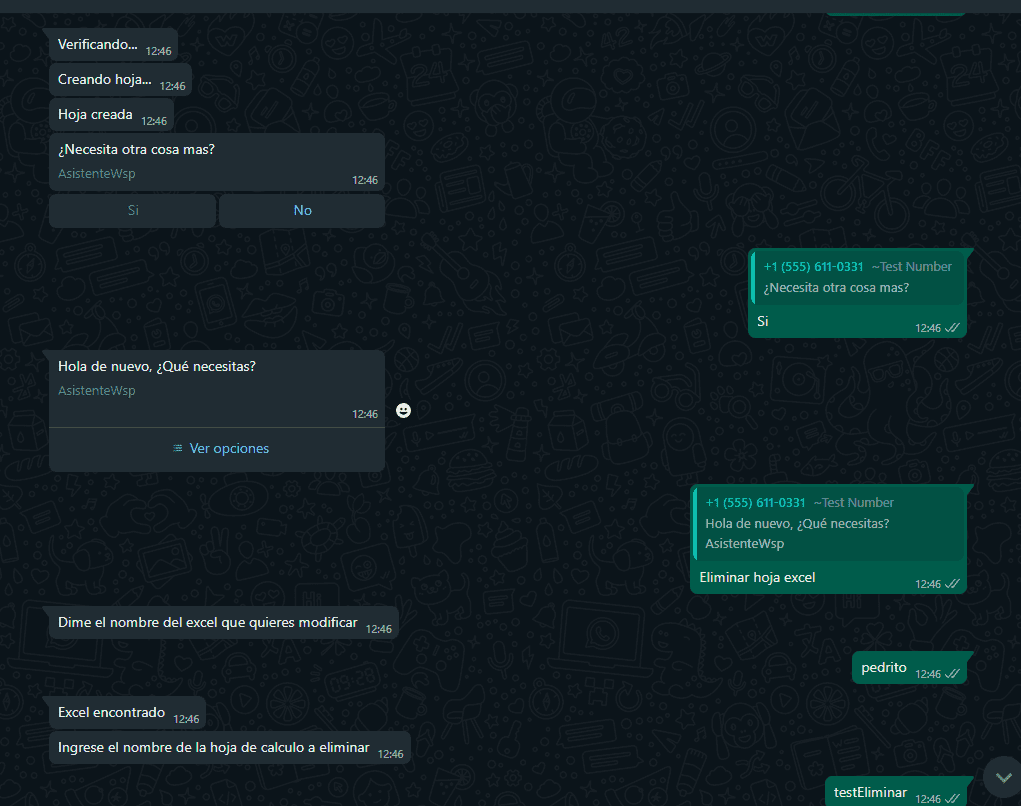 Verificando... 12:46
Creando hoja... 12:46
Hoja creada 12:46
¿Necesita otra cosa mas?
AsistenteWsp
12:46
Si No
+1 (555) 611-0331 ~Test Number
¿Necesita otra cosa mas?
Si
12:46
Hola de nuevo, ¿Qué necesitas?
AsistenteWsp
12:46
Ver opciones
+1 (555) 611-0331 ~Test Number
Hola de nuevo, ¿Qué necesitas?
AsistenteWsp
Eliminar hoja excel
12:46
Dime el nombre del excel que quieres modificar 12:46
pedrito 12:46
Excel encontrado 12:46
Ingrese el nombre de la hoja de calculo a eliminar 12:46
testEliminar 12:46